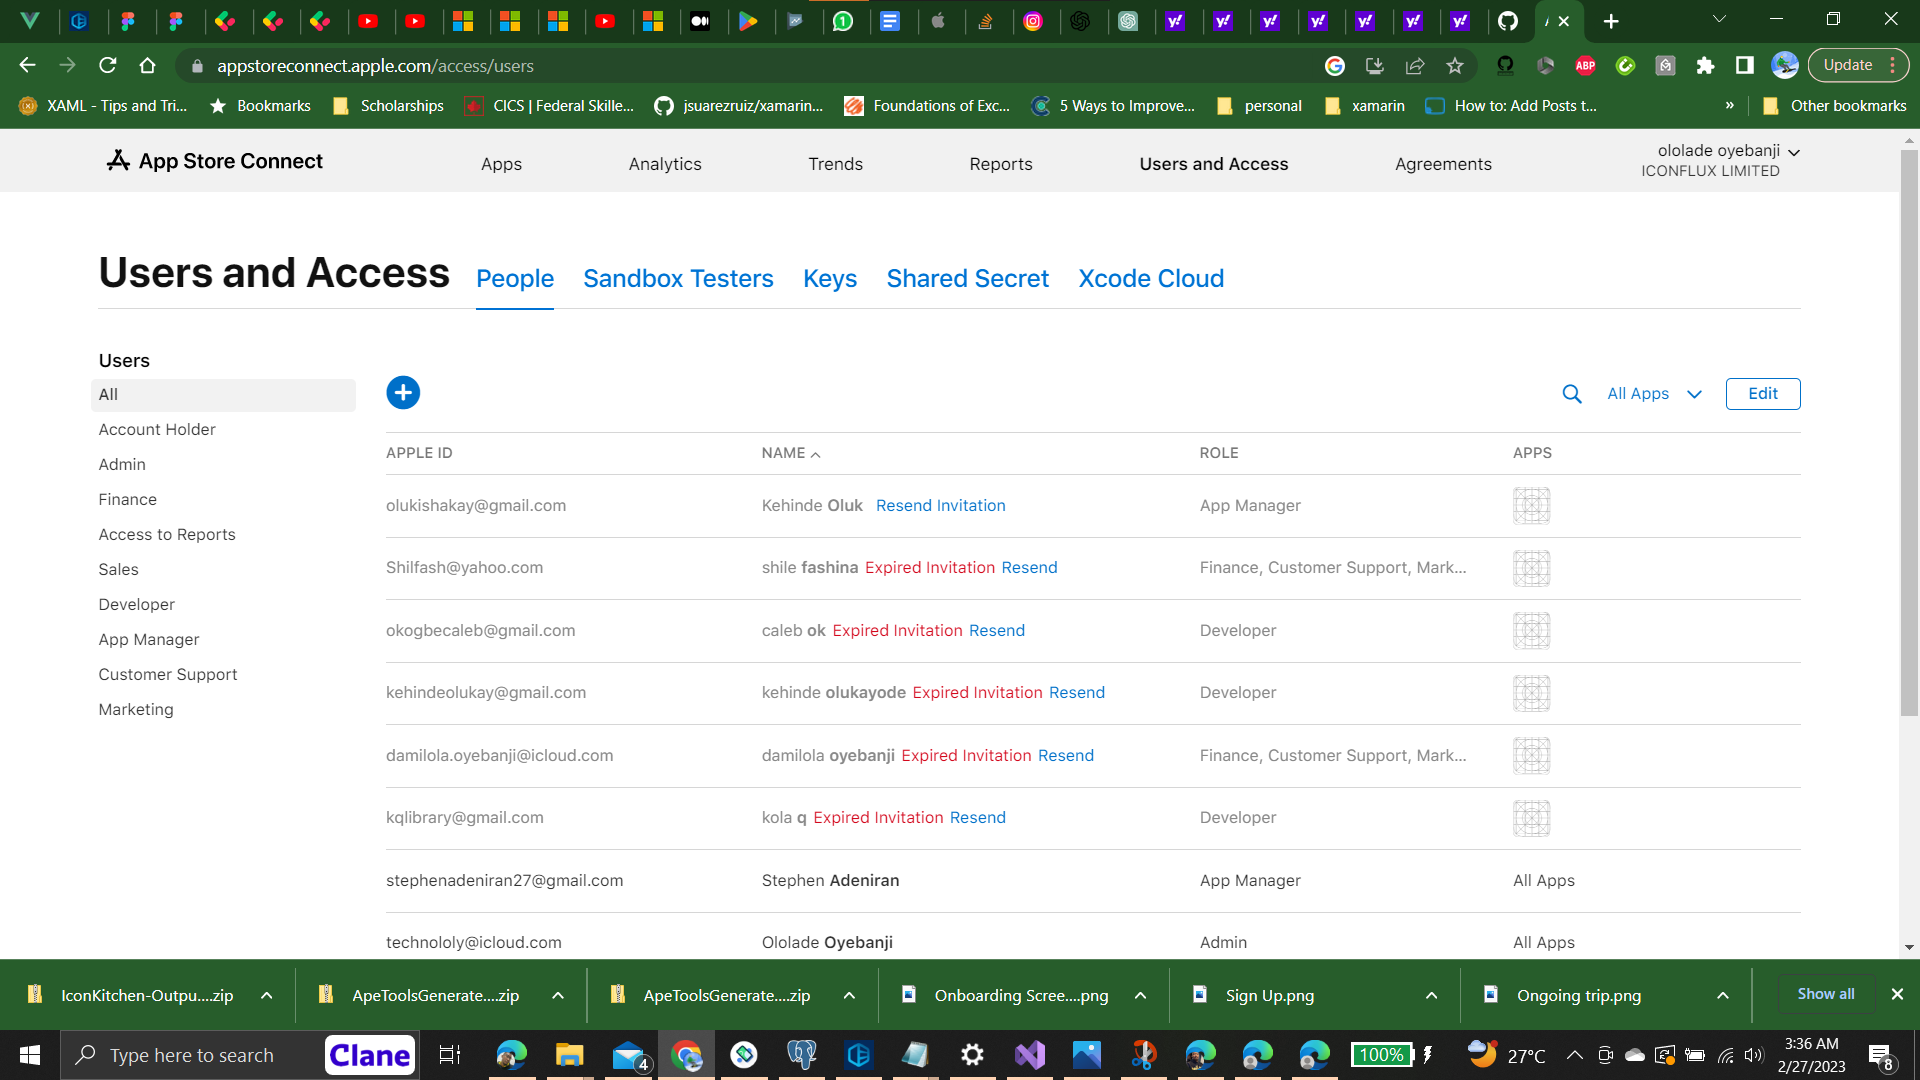 appstoreconnect.apple.com/access/users
ABP
Update
XAML - Tips and Tri...
Bookmarks
Scholarships
CICS | Federal Skille...
jsuarezruiz/xamarin...
Foundations of Exc...
5 Ways to Improve...
personal
xamarin
How to: Add Posts t...
»
Other bookmarks
App Store Connect
Apps
Analytics
Trends
Reports
Users and Access
Agreements
ololade oyebanji
ICONFLUX LIMITED
Users and Access
People
Sandbox Testers
Keys
Shared Secret
Xcode Cloud
Users
All
Account Holder
Admin
Finance
Access to Reports
Sales
Developer
App Manager
Customer Support
Marketing
All Apps
Edit
APPLE ID NAME ROLE APPS
olukishakay@gmail.com Kehinde Oluk Resend Invitation App Manager
Shilfash@yahoo.com shile fashina Expired Invitation Resend Finance, Customer Support, Mark...
okogbecaleb@gmail.com caleb ok Expired Invitation Resend Developer
kehindeolukay@gmail.com kehinde olukayode Expired Invitation Resend Developer
damilola.oyebanji@icloud.com damilola oyebanji Expired Invitation Resend Finance, Customer Support, Mark...
kqlibrary@gmail.com kola q Expired Invitation Resend Developer
stephenadeniran27@gmail.com Stephen Adeniran App Manager All Apps
technololy@icloud.com Ololade Oyebanji Admin All Apps
IconKitchen-Outpu....zip
ApeToolsGenerate....zip
ApeToolsGenerate....zip
Onboarding Scree....png
Sign Up.png
Ongoing trip.png
Show all
Type here to search
Clane
4
100%
27°C
3:36 AM
2/27/2023
8